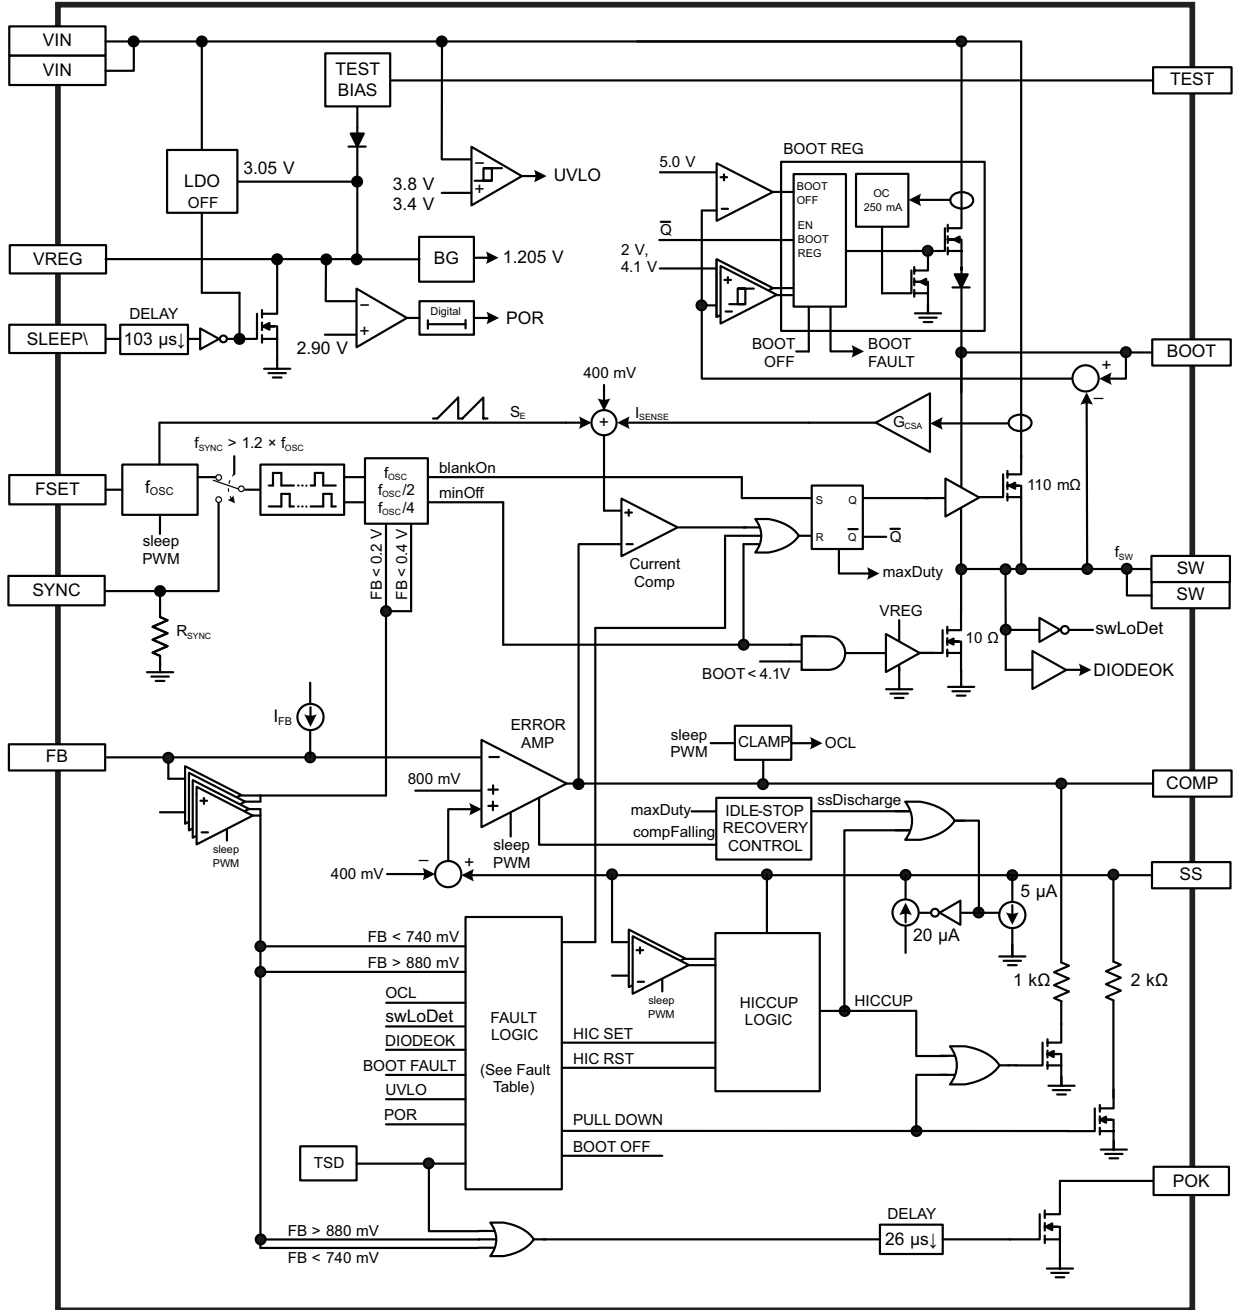 VIN
VIN
TEST
BIAS
TEST
LDO
OFF
3.05 V
3.8 V
3.4 V
−
+
UVLO
5.0 V
+
−
BOOT REG
BOOT
OFF
EN
BOOT
REG
OC
250 mA
Q
2 V,
4.1 V
+
−
VREG
BG
1.205 V
DELAY
SLEEP\
103 µs↓
−
+
2.90 V
Digital
POR
BOOT
OFF
BOOT
FAULT
BOOT
+
−
400 mV
SE
+
ISENSE
GCSA
fSYNC > 1.2 × fOSC
FSET
fOSC
fOSC
fOSC/2
fOSC/4
blankOn
minOff
sleep
PWM
FB < 0.2 V
FB < 0.4 V
+
−
Current
Comp
S
Q
R
Q
Q
maxDuty
110 mΩ
fSW
SW
SW
SYNC
RSYNC
VREG
10 Ω
BOOT < 4.1V
swLoDet
DIODEOK
IFB
FB
ERROR
AMP
−
+
+
800 mV
sleep
PWM
CLAMP
OCL
COMP
+
−
sleep
PWM
sleep
PWM
maxDuty
compFalling
IDLE-STOP
RECOVERY
CONTROL
ssDischarge
400 mV
−
+
SS
5 µA
20 µA
FB < 740 mV
FB > 880 mV
OCL
swLoDet
DIODEOK
BOOT FAULT
UVLO
POR
FAULT
LOGIC
(See Fault
Table)
+
−
sleep
PWM
HICCUP
LOGIC
HICCUP
HIC SET
HIC RST
1 kΩ
2 kΩ
PULL DOWN
BOOT OFF
TSD
POK
FB > 880 mV
FB < 740 mV
DELAY
26 µs↓